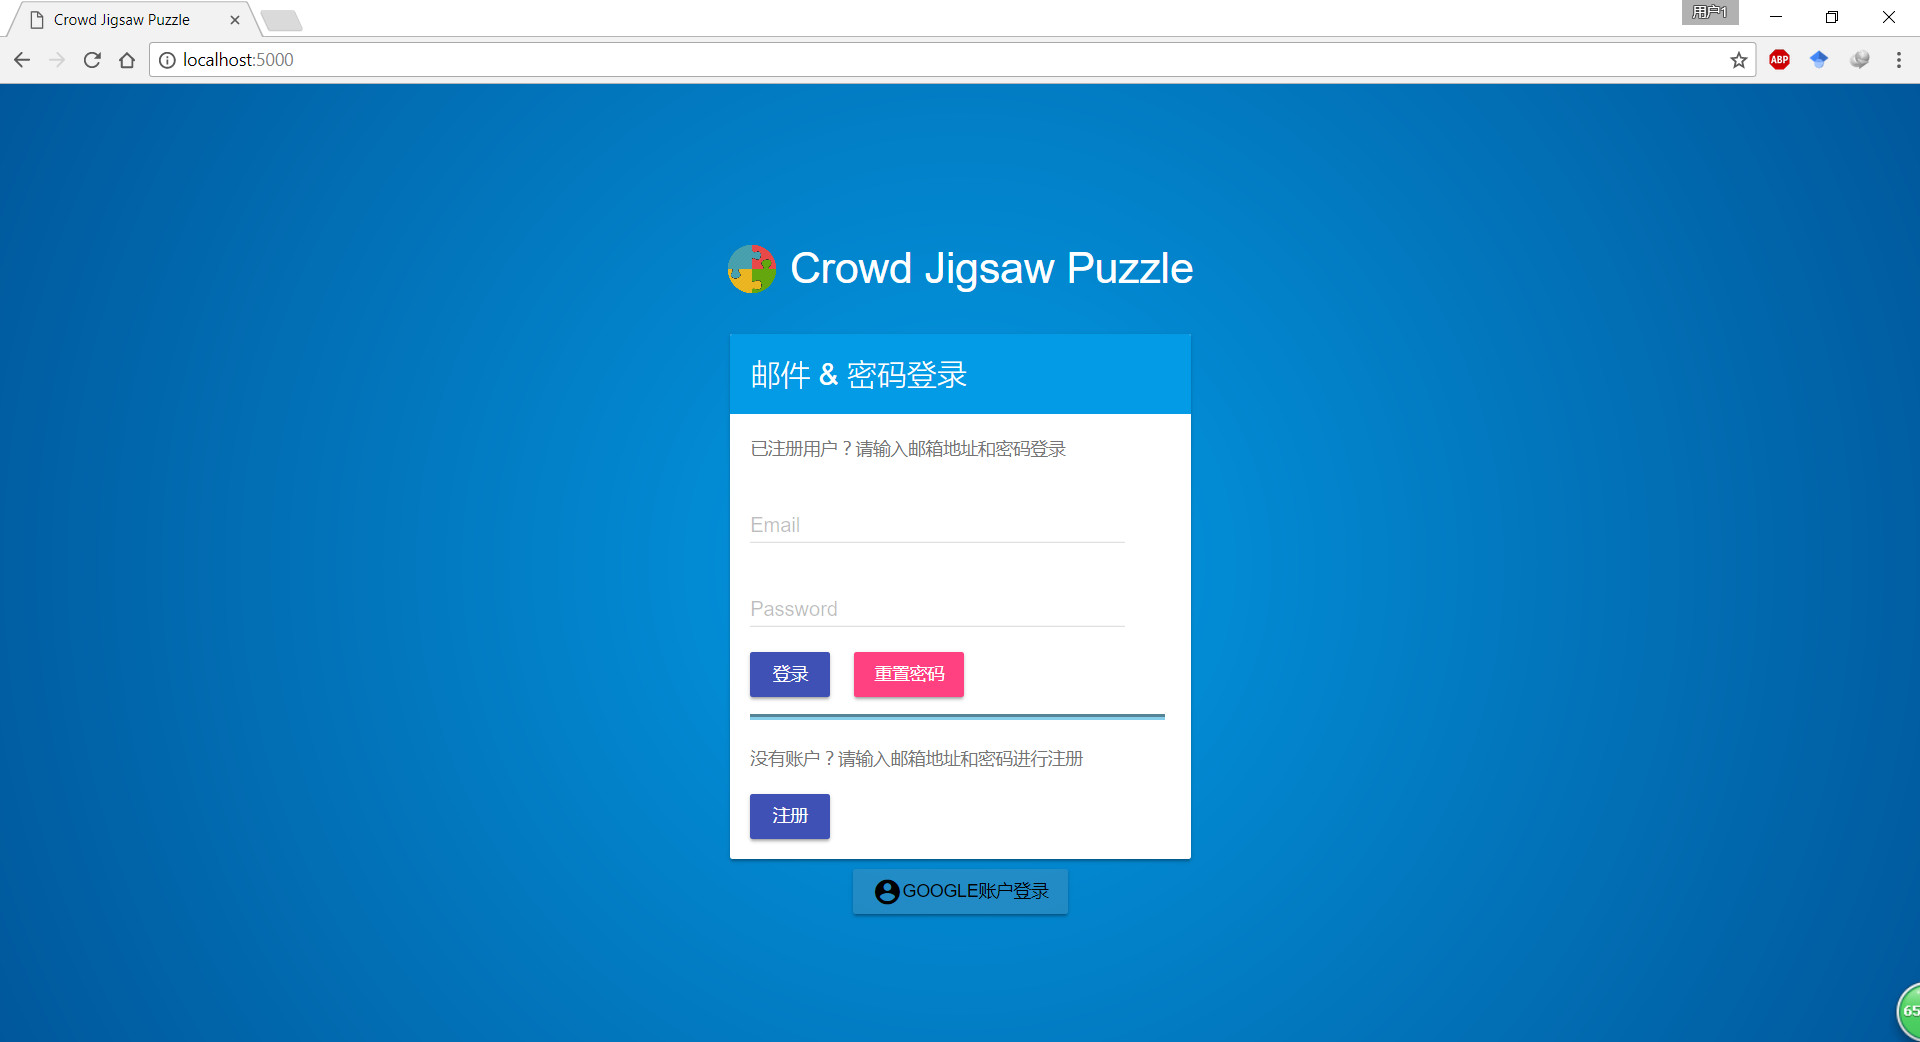 Crowd Jigsaw Puzzle
用户1
localhost:5000
ABP
Crowd Jigsaw Puzzle
邮件 & 密码登录
已注册用户？请输入邮箱地址和密码登录
Email
Password
登录
重置密码
没有账户？请输入邮箱地址和密码进行注册
注册
GOOGLE账户登录
65